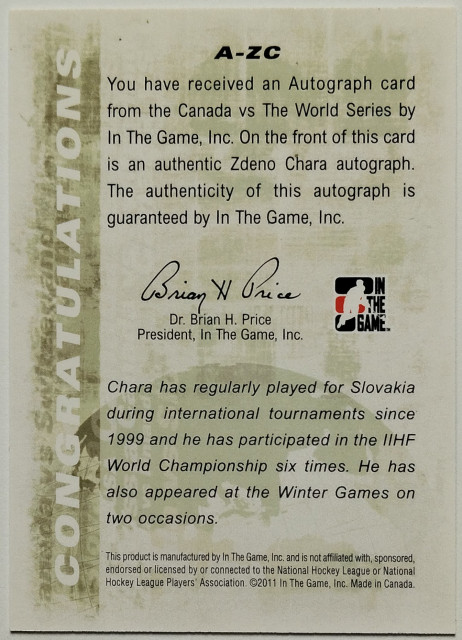 A-ZC
You have received an Autograph card
from the Canada vs The World Series by
In The Game, Inc. On the front of this card
is an authentic Zdeno Chara autograph.
The authenticity of this autograph is
guaranteed by In The Game, Inc.
Brian H Price
Dr. Brian H. Price
President, In The Game, Inc.
IN
THE
GAME
Chara has regularly played for Slovakia
during international tournaments since
1999 and he has participated in the IIHF
World Championship six times. He has
also appeared at the Winter Games on
two occasions.
This product is manufactured by In The Game, Inc. and is not affiliated with, sponsored,
endorsed or licensed by or connected to the National Hockey League or National
Hockey League Players' Association. ©2011 In The Game, Inc. Made in Canada.
CONGRATULATIONS